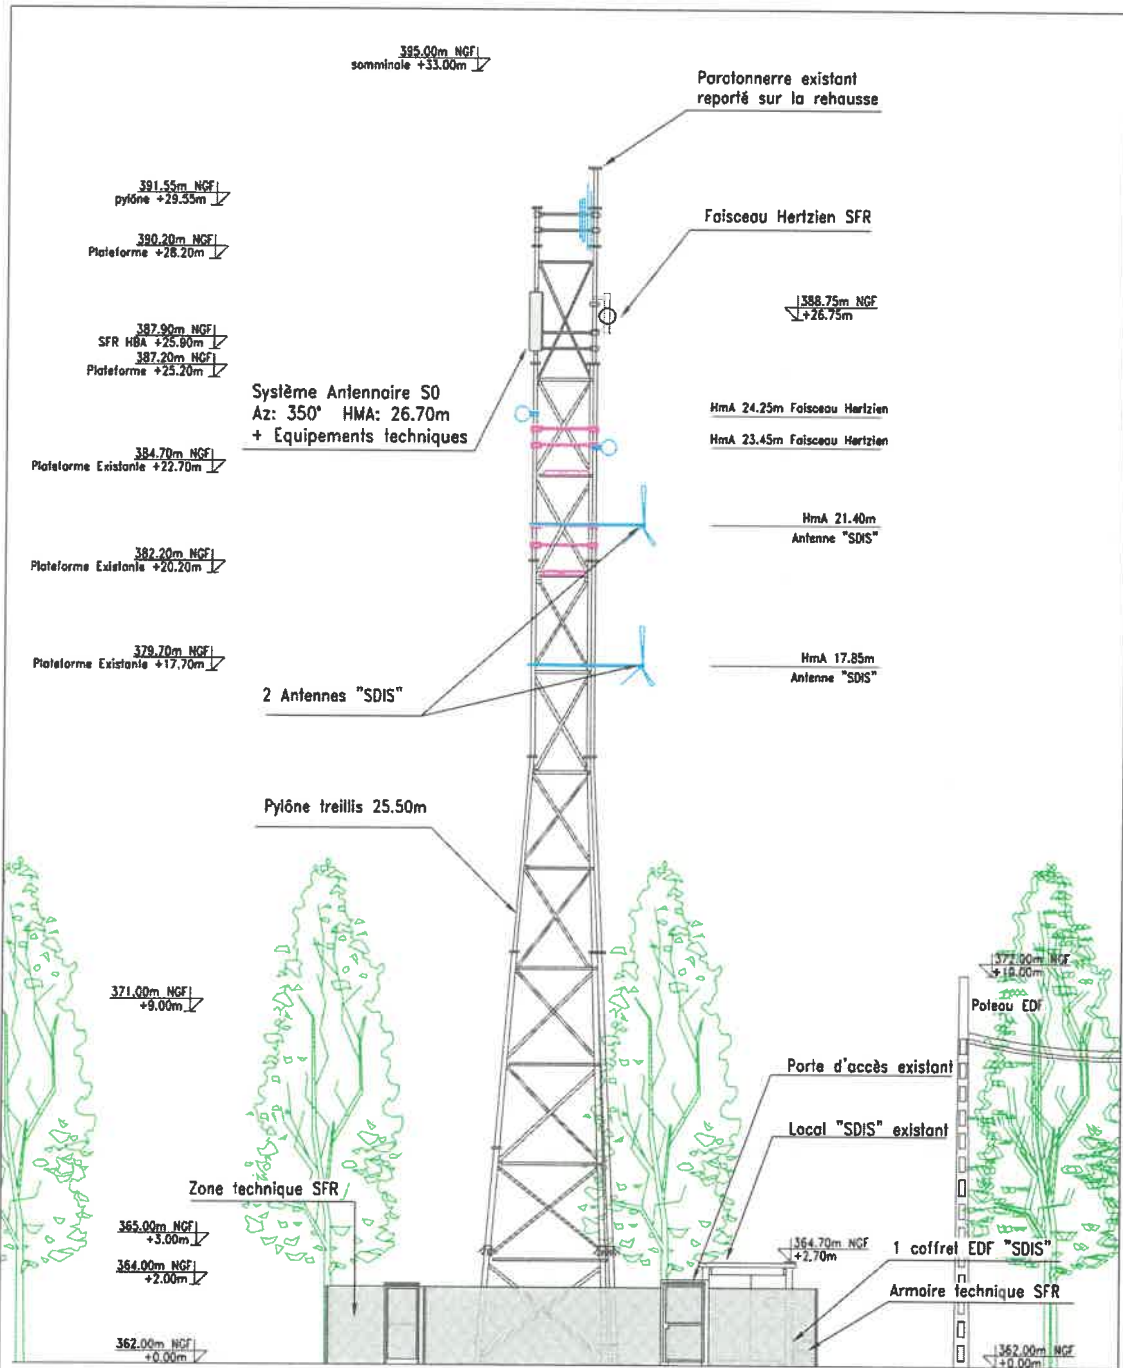 395.00m NGF
somminale +33.00m
Paratonnerre existant
reporté sur la rehausse
391.55m NGF
pylône +29.55m
Faisceau Hertzien SFR
390.20m NGF
Plateforme +28.20m
388.75m NGF
+26.75m
387.90m NGF
SFR HBA +25.90m
387.20m NGF
Plateforme +25.20m
Système Antennaire S0
Az: 350° HMA: 26.70m
+ Equipements techniques
HmA 24.25m Faisceau Hertzien
HmA 23.45m Faisceau Hertzien
384.70m NGF
Plateforme Existante +22.70m
HmA 21.40m
Antenne "SDIS"
382.20m NGF
Plateforme Existante +20.20m
379.70m NGF
Plateforme Existante +17.70m
HmA 17.85m
Antenne "SDIS"
2 Antennes "SDIS"
Pylône treillis 25.50m
372.00m NGF
+10.00m
371.00m NGF
+9.00m
Poteau EDF
Porte d'accès existant
Local "SDIS" existant
Zone technique SFR
365.00m NGF
+3.00m
364.70m NGF
+2.70m
1 coffret EDF "SDIS"
364.00m NGF
+2.00m
Armoire technique SFR
362.00m NGF
+0.00m
362.00m NGF
+0.00m